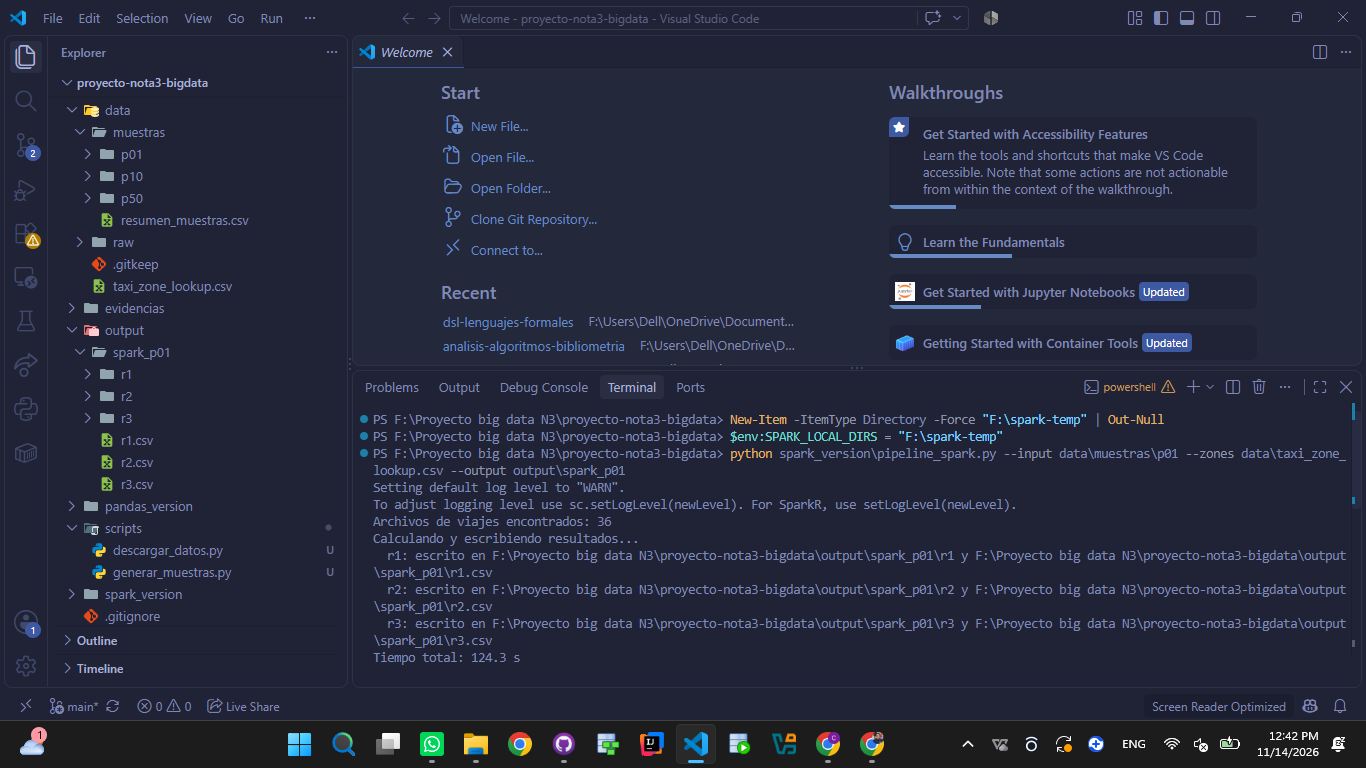 File Edit Selection View Go Run ···
Welcome - proyecto-nota3-bigdata - Visual Studio Code
Explorer
proyecto-nota3-bigdata
data
muestras
p01
p10
p50
resumen_muestras.csv
raw
.gitkeep
taxi_zone_lookup.csv
evidencias
output
spark_p01
r1
r2
r3
r1.csv
r2.csv
r3.csv
pandas_version
scripts
descargar_datos.py U
generar_muestras.py U
spark_version
.gitignore
Outline
Timeline
2
1
Welcome
Start
New File...
Open File...
Open Folder...
Clone Git Repository...
Connect to...
Recent
dsl-lenguajes-formales F:\Users\Dell\OneDrive\Document...
analisis-algoritmos-bibliometria F:\Users\Dell\OneDrive\D...
Walkthroughs
Get Started with Accessibility Features
Learn the tools and shortcuts that make VS Code
accessible. Note that some actions are not actionable
from within the context of the walkthrough.
Learn the Fundamentals
Get Started with Jupyter Notebooks Updated
Getting Started with Container Tools Updated
Problems Output Debug Console Terminal Ports
powershell
PS F:\Proyecto big data N3\proyecto-nota3-bigdata> New-Item -ItemType Directory -Force "F:\spark-temp" | Out-Null
PS F:\Proyecto big data N3\proyecto-nota3-bigdata> $env:SPARK_LOCAL_DIRS = "F:\spark-temp"
PS F:\Proyecto big data N3\proyecto-nota3-bigdata> python spark_version\pipeline_spark.py --input data\muestras\p01 --zones data\taxi_zone_
lookup.csv --output output\spark_p01
Setting default log level to "WARN".
To adjust logging level use sc.setLogLevel(newLevel). For SparkR, use setLogLevel(newLevel).
Archivos de viajes encontrados: 36
Calculando y escribiendo resultados...
r1: escrito en F:\Proyecto big data N3\proyecto-nota3-bigdata\output\spark_p01\r1 y F:\Proyecto big data N3\proyecto-nota3-bigdata\output
\spark_p01\r1.csv
r2: escrito en F:\Proyecto big data N3\proyecto-nota3-bigdata\output\spark_p01\r2 y F:\Proyecto big data N3\proyecto-nota3-bigdata\output
\spark_p01\r2.csv
r3: escrito en F:\Proyecto big data N3\proyecto-nota3-bigdata\output\spark_p01\r3 y F:\Proyecto big data N3\proyecto-nota3-bigdata\output
\spark_p01\r3.csv
Tiempo total: 124.3 s
main* 0 0 Live Share
Screen Reader Optimized
1
ENG
12:42 PM
11/14/2026